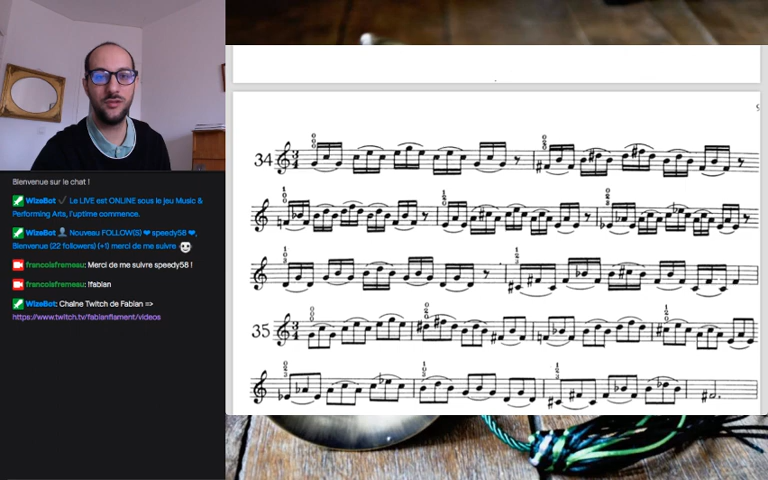 Bienvenue sur le chat !
WizeBot Le LIVE est ONLINE sous le jeu Music &
Performing Arts, l'uptime commence.
WizeBot Nouveau FOLLOW(S) ❤ speedy58 ❤,
Bienvenue (22 followers) (+1) merci de me suivre
francoisfremeau: Merci de me suivre speedy58 !
francoisfremeau: !fabian
WizeBot: Chaîne Twitch de Fabian =>
https://www.twitch.tv/fabianflament/videos
34
35